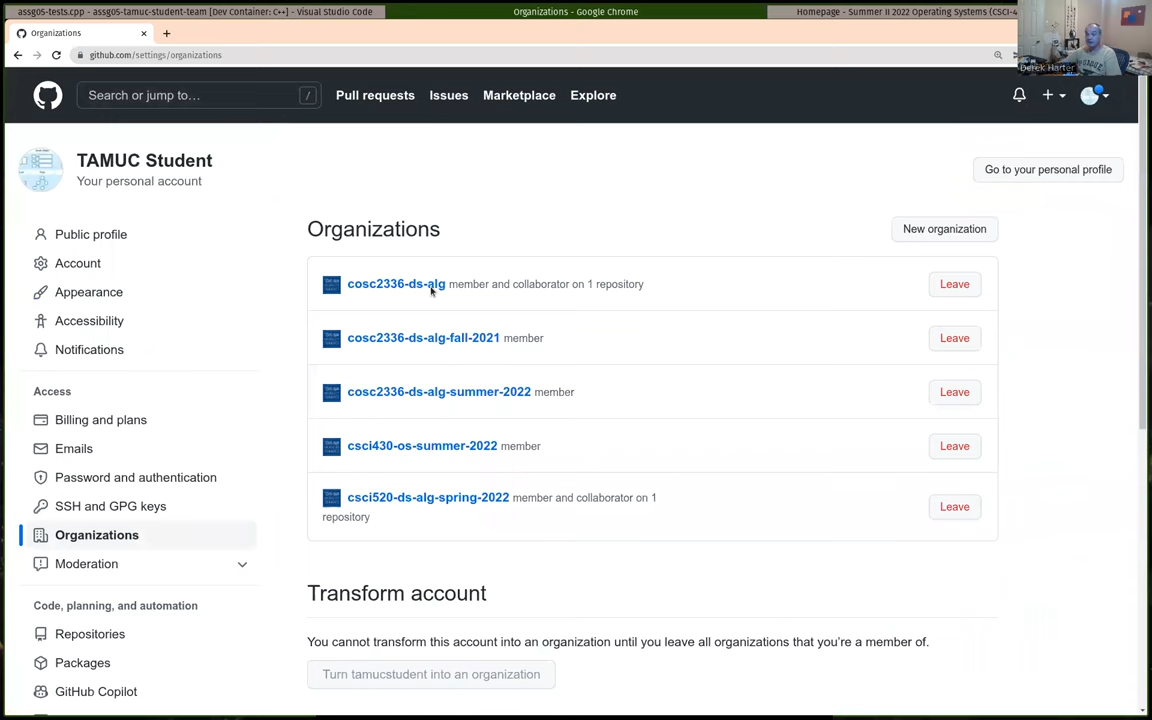 assg05-tests.cpp - assg05-tamuc-student-team [Dev Container: C++] - Visual Studio Code
Organizations - Google Chrome
Homepage - Summer II 2022 Operating Systems (CSCI-4
Organizations
github.com/settings/organizations
Derek Harter
Search or jump to…
/
Pull requests
Issues
Marketplace
Explore
TAMUC Student
Your personal account
Go to your personal profile
Public profile
Account
Appearance
Accessibility
Notifications
Access
Billing and plans
Emails
Password and authentication
SSH and GPG keys
Organizations
Moderation
Code, planning, and automation
Repositories
Packages
GitHub Copilot
Organizations
New organization
cosc2336-ds-alg member and collaborator on 1 repository
Leave
cosc2336-ds-alg-fall-2021 member
Leave
cosc2336-ds-alg-summer-2022 member
Leave
csci430-os-summer-2022 member
Leave
csci520-ds-alg-spring-2022 member and collaborator on 1
repository
Leave
Transform account
You cannot transform this account into an organization until you leave all organizations that you're a member of.
Turn tamucstudent into an organization